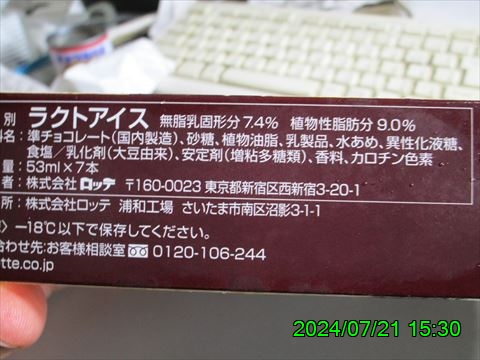 別 ラクトアイス 無脂乳固形分7.4% 植物性脂肪分9.0%
料名:準チョコレート(国内製造)、砂糖、植物油脂、乳製品、水あめ、異性化液糖、
食塩/乳化剤(大豆由来)、安定剤(増粘多糖類)、香料、カロチン色素
量:53ml×7本
者:株式会社ロッテ 〒160-0023 東京都新宿区西新宿3-20-1
所:株式会社ロッテ 浦和工場 さいたま市南区沼影3-1-1
−18℃以下で保存してください。
合わせ先:お客様相談室 0120-106-244
tte.co.jp
2024/07/21 15:30